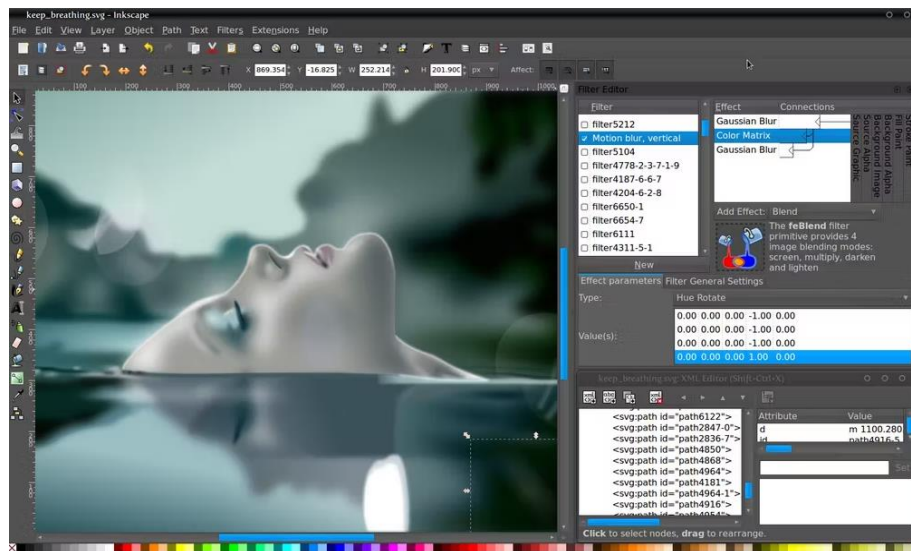 keep_breathing.svg - Inkscape
File Edit View Layer Object Path Text Filters Extensions Help
X 869.354 Y -16.825 W 252.214 H 201.900 px Affect:
Filter Editor
Filter
filter5212
Motion blur, vertical
filter5104
filter4778-2-3-7-1-9
filter4187-6-6-7
filter4204-6-2-8
filter6650-1
filter6654-7
filter6111
filter4311-5-1
New
Effect Connections
Gaussian Blur
Color Matrix
Gaussian Blur
Stroke Paint
Fill Paint
Background Alpha
Background Image
Source Alpha
Source Graphic
Add Effect: Blend
The feBlend filter
primitive provides 4
image blending modes:
screen, multiply, darken
and lighten
Effect parameters Filter General Settings
Type: Hue Rotate
Value(s):
0.00 0.00 0.00 -1.00 0.00
0.00 0.00 0.00 -1.00 0.00
0.00 0.00 0.00 -1.00 0.00
0.00 0.00 0.00 1.00 0.00
keep_breathing.svg: XML Editor (Shift+Ctrl+X)
<svg:path id="path6122">
<svg:path id="path2847-0">
<svg:path id="path2836-7">
<svg:path id="path4850">
<svg:path id="path4868">
<svg:path id="path4964">
<svg:path id="path4181">
<svg:path id="path4964-1">
<svg:path id="path4916">
<svg:path id="path4954">
Attribute Value
d m 1100.280
id path4916-5
Set
Click to select nodes, drag to rearrange.